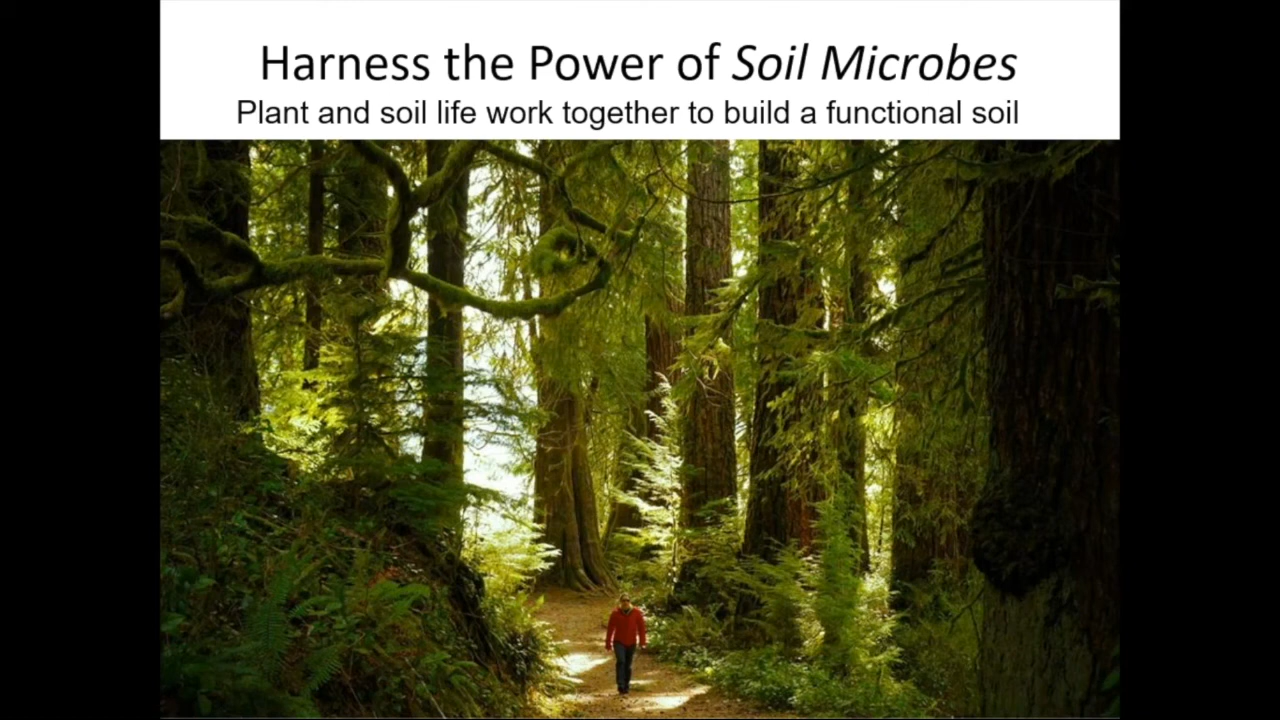 Harness the Power of Soil Microbes
Plant and soil life work together to build a functional soil